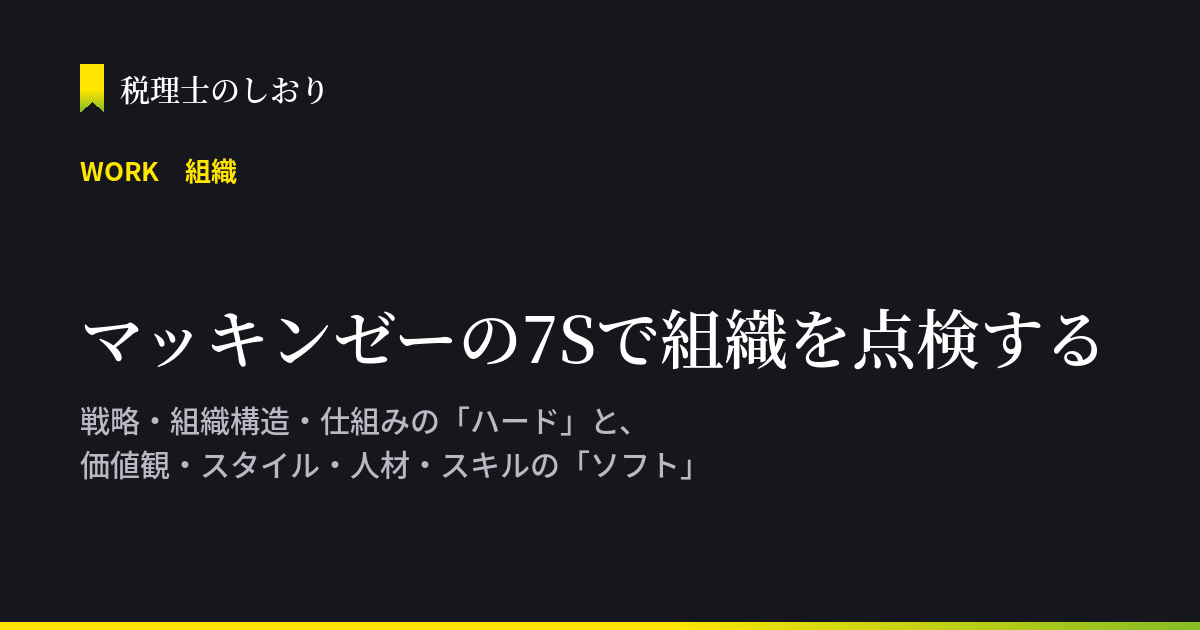 税理士のしおり
WORK 組織
マッキンゼーの7Sで組織を点検する
戦略・組織構造・仕組みの「ハード」と、
価値観・スタイル・人材・スキルの「ソフト」